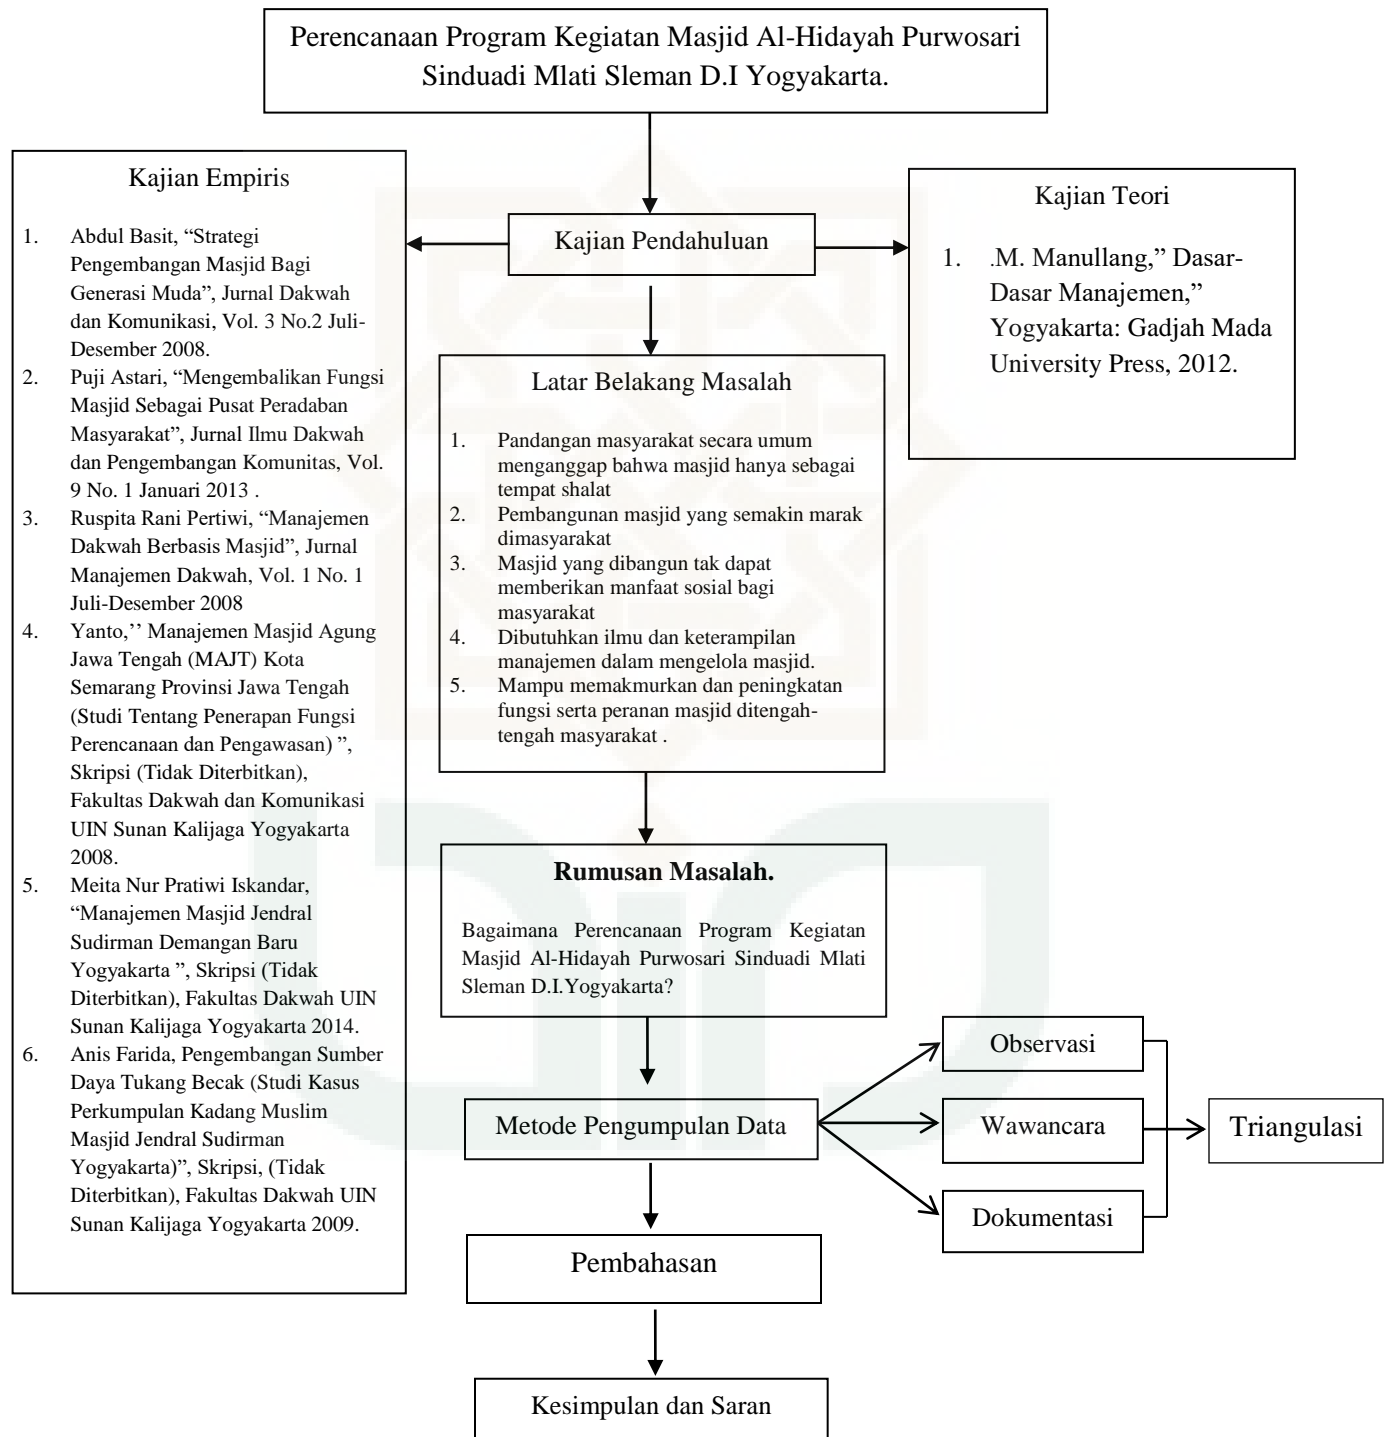 Perencanaan Program Kegiatan Masjid Al-Hidayah Purwosari
Sinduadi Mlati Sleman D.I Yogyakarta.
Kajian Empiris
1. Abdul Basit, “Strategi
Pengembangan Masjid Bagi
Generasi Muda”, Jurnal Dakwah
dan Komunikasi, Vol. 3 No.2 Juli-
Desember 2008.
2. Puji Astari, “Mengembalikan Fungsi
Masjid Sebagai Pusat Peradaban
Masyarakat”, Jurnal Ilmu Dakwah
dan Pengembangan Komunitas, Vol.
9 No. 1 Januari 2013 .
3. Ruspita Rani Pertiwi, “Manajemen
Dakwah Berbasis Masjid”, Jurnal
Manajemen Dakwah, Vol. 1 No. 1
Juli-Desember 2008
4. Yanto,’’ Manajemen Masjid Agung
Jawa Tengah (MAJT) Kota
Semarang Provinsi Jawa Tengah
(Studi Tentang Penerapan Fungsi
Perencanaan dan Pengawasan) ”,
Skripsi (Tidak Diterbitkan),
Fakultas Dakwah dan Komunikasi
UIN Sunan Kalijaga Yogyakarta
2008.
5. Meita Nur Pratiwi Iskandar,
“Manajemen Masjid Jendral
Sudirman Demangan Baru
Yogyakarta ”, Skripsi (Tidak
Diterbitkan), Fakultas Dakwah UIN
Sunan Kalijaga Yogyakarta 2014.
6. Anis Farida, Pengembangan Sumber
Daya Tukang Becak (Studi Kasus
Perkumpulan Kadang Muslim
Masjid Jendral Sudirman
Yogyakarta)”, Skripsi, (Tidak
Diterbitkan), Fakultas Dakwah UIN
Sunan Kalijaga Yogyakarta 2009.
Kajian Pendahuluan
Kajian Teori
1. .M. Manullang,” Dasar-
Dasar Manajemen,”
Yogyakarta: Gadjah Mada
University Press, 2012.
Latar Belakang Masalah
1. Pandangan masyarakat secara umum
menganggap bahwa masjid hanya sebagai
tempat shalat
2. Pembangunan masjid yang semakin marak
dimasyarakat
3. Masjid yang dibangun tak dapat
memberikan manfaat sosial bagi
masyarakat
4. Dibutuhkan ilmu dan keterampilan
manajemen dalam mengelola masjid.
5. Mampu memakmurkan dan peningkatan
fungsi serta peranan masjid ditengah-
tengah masyarakat .
Rumusan Masalah.
Bagaimana Perencanaan Program Kegiatan
Masjid Al-Hidayah Purwosari Sinduadi Mlati
Sleman D.I.Yogyakarta?
Metode Pengumpulan Data
Observasi
Wawancara
Dokumentasi
Triangulasi
Pembahasan
Kesimpulan dan Saran